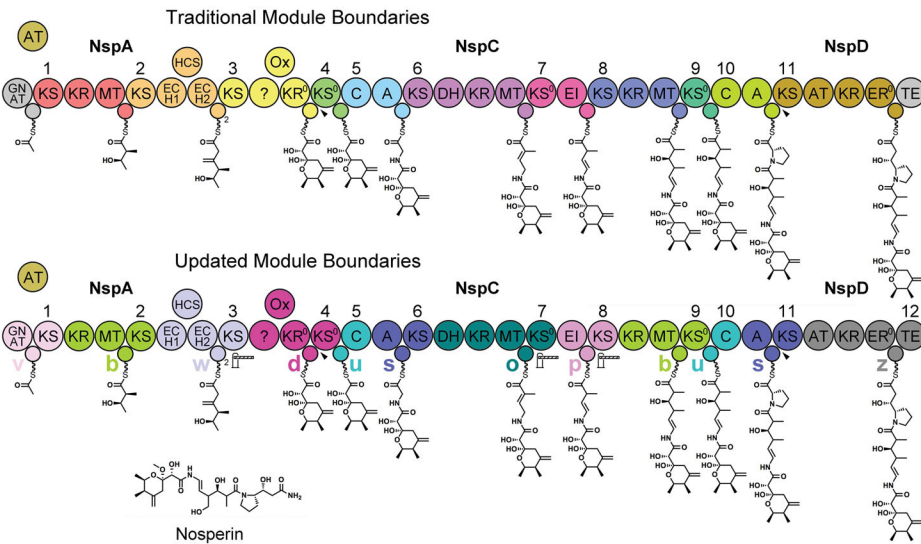 Traditional Module Boundaries
AT
NspA
NspC
NspD
HCS
Ox
1 2 3 4 5 6 7 8 9 10 11
GN AT KS KR MT KS EC H1 EC H2 KS ? KR⁰ KS⁰ C A KS DH KR MT KS EI KS KR MT KS⁰ C A KS AT KR ER⁰ TE
2
Updated Module Boundaries
AT
NspA
NspC
NspD
HCS
Ox
1 2 3 4 5 6 7 8 9 10 11 12
GN AT KS KR MT KS EC H1 EC H2 KS ? KR⁰ KS⁰ C A KS DH KR MT KS⁰ EI KS KR MT KS⁰ C A KS AT KR ER⁰ TE
v b w 2 d u s o p b u s z
Nosperin